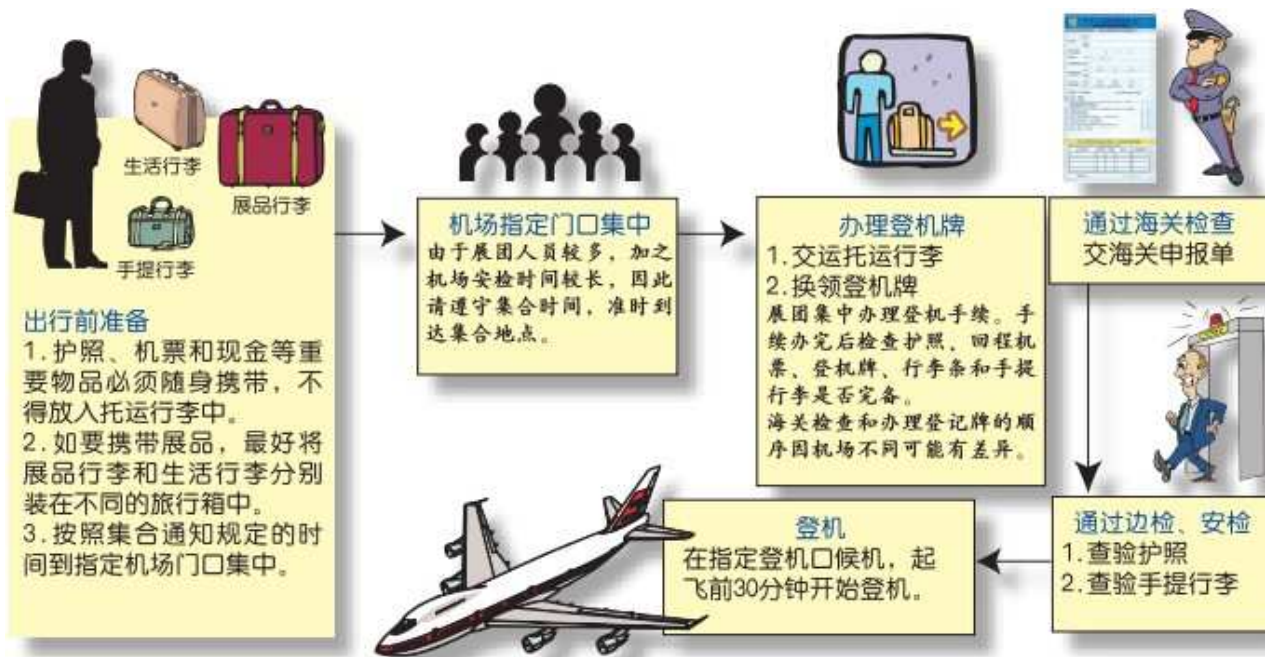 生活行李
展品行李
手提行李
出行前准备
1.护照、机票和现金等重
要物品必须随身携带，不
得放入托运行李中。
2.如要携带展品，最好将
展品行李和生活行李分别
装在不同的旅行箱中。
3.按照集合通知规定的时
间到指定机场门口集中。
机场指定门口集中
由于展团人员较多，加之
机场安检时间较长，因此
请遵守集合时间，准时到
达集合地点。
办理登机牌
1.交运托运行李
2.换领登机牌
展团集中办理登机手续。手
续办完后检查护照、回程机
票、登机牌、行李条和手提
行李是否完备。
海关检查和办理登记牌的顺
序因机场不同可能有差异。
通过海关检查
交海关申报单
通过边检、安检
1.查验护照
2.查验手提行李
登机
在指定登机口候机，起
飞前30分钟开始登机。